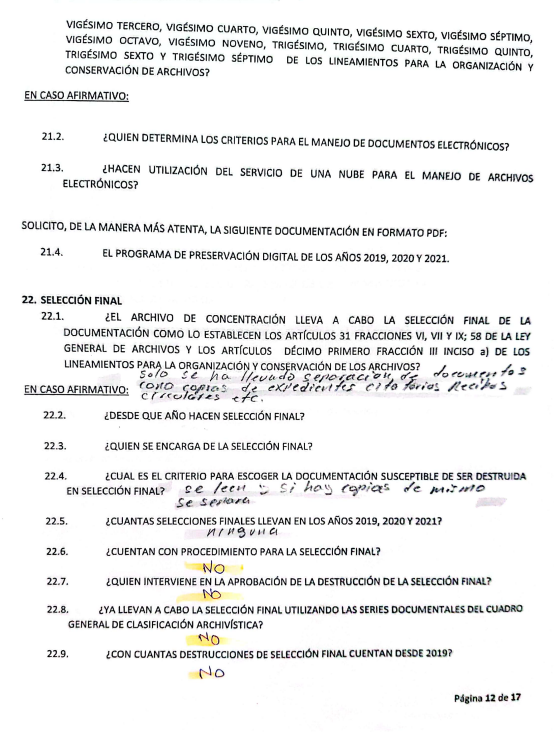 VIGÉSIMO TERCERO, VIGÉSIMO CUARTO, VIGÉSIMO QUINTO, VIGÉSIMO SEXTO, VIGÉSIMO SÉPTIMO,
VIGÉSIMO OCTAVO, VIGÉSIMO NOVENO, TRIGÉSIMO, TRIGÉSIMO CUARTO, TRIGÉSIMO QUINTO,
TRIGÉSIMO SEXTO Y TRIGÉSIMO SÉPTIMO DE LOS LINEAMIENTOS PARA LA ORGANIZACIÓN Y
CONSERVACIÓN DE ARCHIVOS?
EN CASO AFIRMATIVO:
21.2. ¿QUIEN DETERMINA LOS CRITERIOS PARA EL MANEJO DE DOCUMENTOS ELECTRÓNICOS?
21.3. ¿HACEN UTILIZACIÓN DEL SERVICIO DE UNA NUBE PARA EL MANEJO DE ARCHIVOS
ELECTRÓNICOS?
SOLICITO, DE LA MANERA MÁS ATENTA, LA SIGUIENTE DOCUMENTACIÓN EN FORMATO PDF:
21.4. EL PROGRAMA DE PRESERVACIÓN DIGITAL DE LOS AÑOS 2019, 2020 Y 2021.
22. SELECCIÓN FINAL
22.1. ¿EL ARCHIVO DE CONCENTRACIÓN LLEVA A CABO LA SELECCIÓN FINAL DE LA
DOCUMENTACIÓN COMO LO ESTABLECEN LOS ARTÍCULOS 31 FRACCIONES VI, VII Y IX; 58 DE LA LEY
GENERAL DE ARCHIVOS Y LOS ARTÍCULOS DÉCIMO PRIMERO FRACCIÓN III INCISO a) DE LOS
LINEAMIENTOS PARA LA ORGANIZACIÓN Y CONSERVACIÓN DE LOS ARCHIVOS?
solo se ha llevado separacion de documentos
EN CASO AFIRMATIVO: como copias de expedientes citatorios Recibos
circulares etc.
22.2. ¿DESDE QUE AÑO HACEN SELECCIÓN FINAL?
22.3. ¿QUIEN SE ENCARGA DE LA SELECCIÓN FINAL?
22.4. ¿CUAL ES EL CRITERIO PARA ESCOGER LA DOCUMENTACIÓN SUSCEPTIBLE DE SER DESTRUIDA
EN SELECCIÓN FINAL? se leen y si hay copias de mismo
se
22.5. ¿CUANTAS SELECCIONES FINALES LLEVAN EN LOS AÑOS 2019, 2020 Y 2021?
ninguna
22.6. ¿CUENTAN CON PROCEDIMIENTO PARA LA SELECCIÓN FINAL?
NO
22.7. ¿QUIEN INTERVIENE EN LA APROBACIÓN DE LA DESTRUCCIÓN DE LA SELECCIÓN FINAL?
NO
22.8. ¿YA LLEVAN A CABO LA SELECCIÓN FINAL UTILIZANDO LAS SERIES DOCUMENTALES DEL CUADRO
GENERAL DE CLASIFICACIÓN ARCHIVÍSTICA?
NO
22.9. ¿CON CUANTAS DESTRUCCIONES DE SELECCIÓN FINAL CUENTAN DESDE 2019?
NO
Página 12 de 17